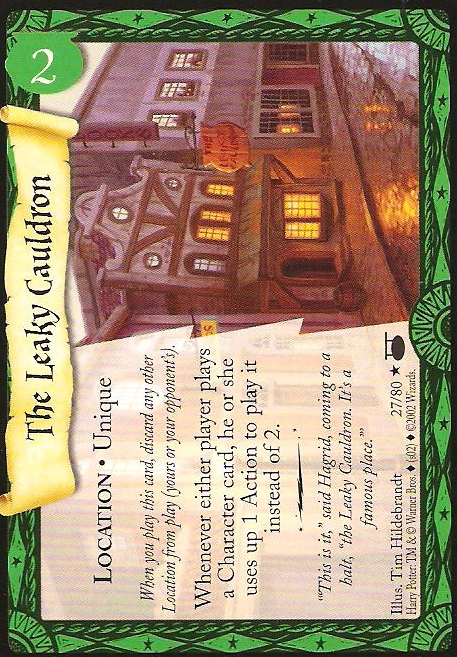 2
The Leaky Cauldron
LOCATION • Unique
When you play this card, discard any other
Location from play (yours or your opponent's).
Whenever either player plays
a Character card, he or she
uses up 1 Action to play it
instead of 2.
"This is it," said Hagrid, coming to a
halt, "the Leaky Cauldron. It's a
famous place."
Illus. Tim Hildebrandt 27/80 ★
Harry Potter: TM & © Warner Bros. ♦ (s02) ♦ ©2002 Wizards.